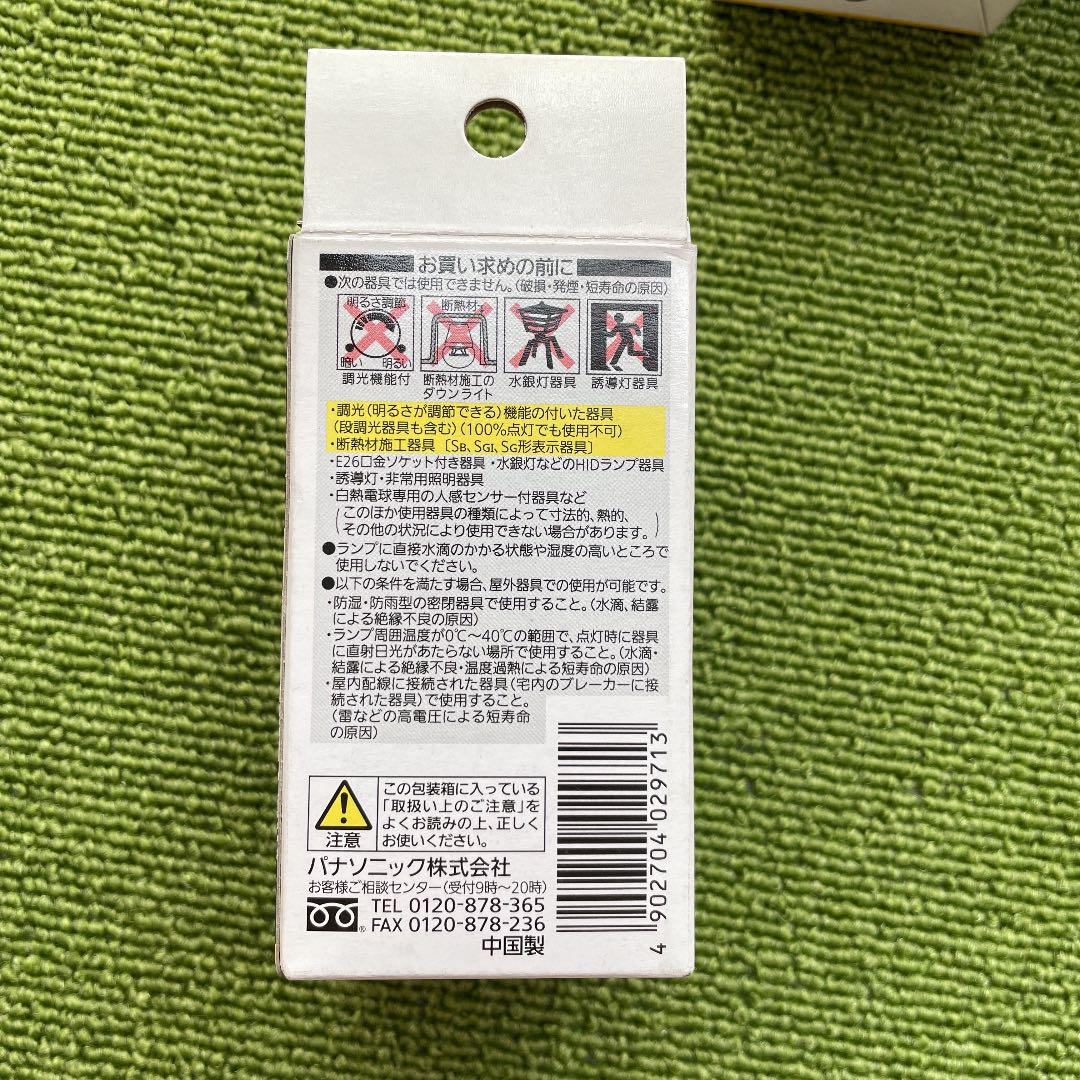 お買い求めの前に
●次の器具では使用できません。(破損・発煙・短寿命の原因)
明るさ調節
暗い 明るい
調光機能付
断熱材
断熱材施工の
ダウンライト
水銀灯器具
誘導灯器具
・調光(明るさが調節できる)機能の付いた器具
(段調光器具も含む)(100%点灯でも使用不可)
・断熱材施工器具〔SB、SGI、SG形表示器具〕
・E26口金ソケット付き器具・水銀灯などのHIDランプ器具
・誘導灯・非常用照明器具
・白熱電球専用の人感センサー付器具など
(このほか使用器具の種類によって寸法的、熱的、
その他の状況により使用できない場合があります。)
●ランプに直接水滴のかかる状態や湿度の高いところで
使用しないでください。
●以下の条件を満たす場合、屋外器具での使用が可能です。
・防湿・防雨型の密閉器具で使用すること。(水滴、結露
による絶縁不良の原因)
・ランプ周囲温度が0℃〜40℃の範囲で、点灯時に器具
に直射日光があたらない場所で使用すること。(水滴・
結露による絶縁不良・温度過熱による短寿命の原因)
・屋内配線に接続された器具(宅内のブレーカーに接
続された器具)で使用すること。
(雷などの高電圧による短寿命
の原因)
注意
この包装箱に入っている
「取扱い上のご注意」を
よくお読みの上、正しく
お使いください。
パナソニック株式会社
お客様ご相談センター(受付9時〜20時)
TEL 0120-878-365
® FAX 0120-878-236
中国製
4 902704 029713